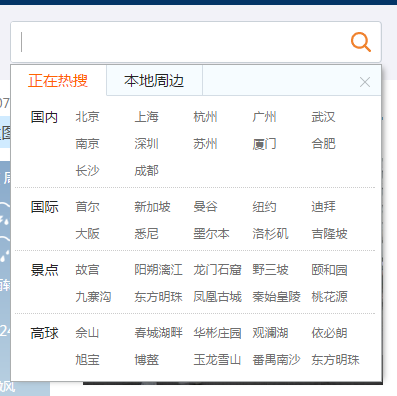 正在热搜 本地周边
国内 北京 上海 杭州 广州 武汉
南京 深圳 苏州 厦门 合肥
长沙 成都
国际 首尔 新加坡 曼谷 纽约 迪拜
大阪 悉尼 墨尔本 洛杉矶 吉隆坡
景点 故宫 阳朔漓江 龙门石窟 野三坡 颐和园
九寨沟 东方明珠 凤凰古城 秦始皇陵 桃花源
高球 佘山 春城湖畔 华彬庄园 观澜湖 依必朗
旭宝 博鳌 玉龙雪山 番禺南沙 东方明珠